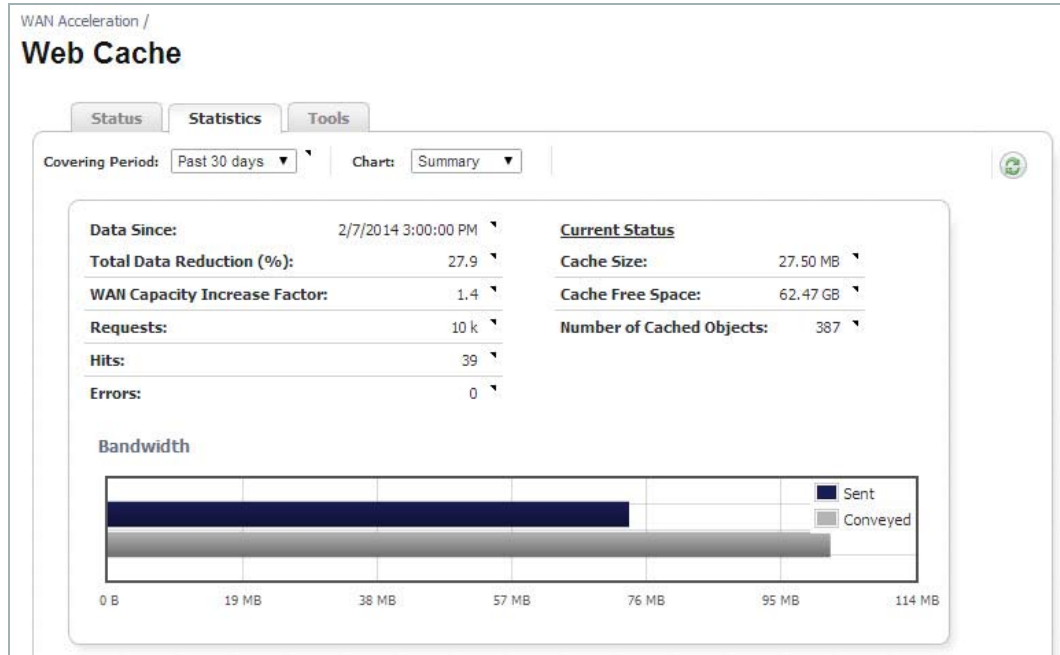 WAN Acceleration /
Web Cache
Status Statistics Tools
Covering Period: Past 30 days Chart: Summary
Data Since: 2/7/2014 3:00:00 PM Current Status
Total Data Reduction (%): 27.9 Cache Size: 27.50 MB
WAN Capacity Increase Factor: 1.4 Cache Free Space: 62.47 GB
Requests: 10 k Number of Cached Objects: 387
Hits: 39
Errors: 0
Bandwidth
Sent
Conveyed
0 B 19 MB 38 MB 57 MB 76 MB 95 MB 114 MB